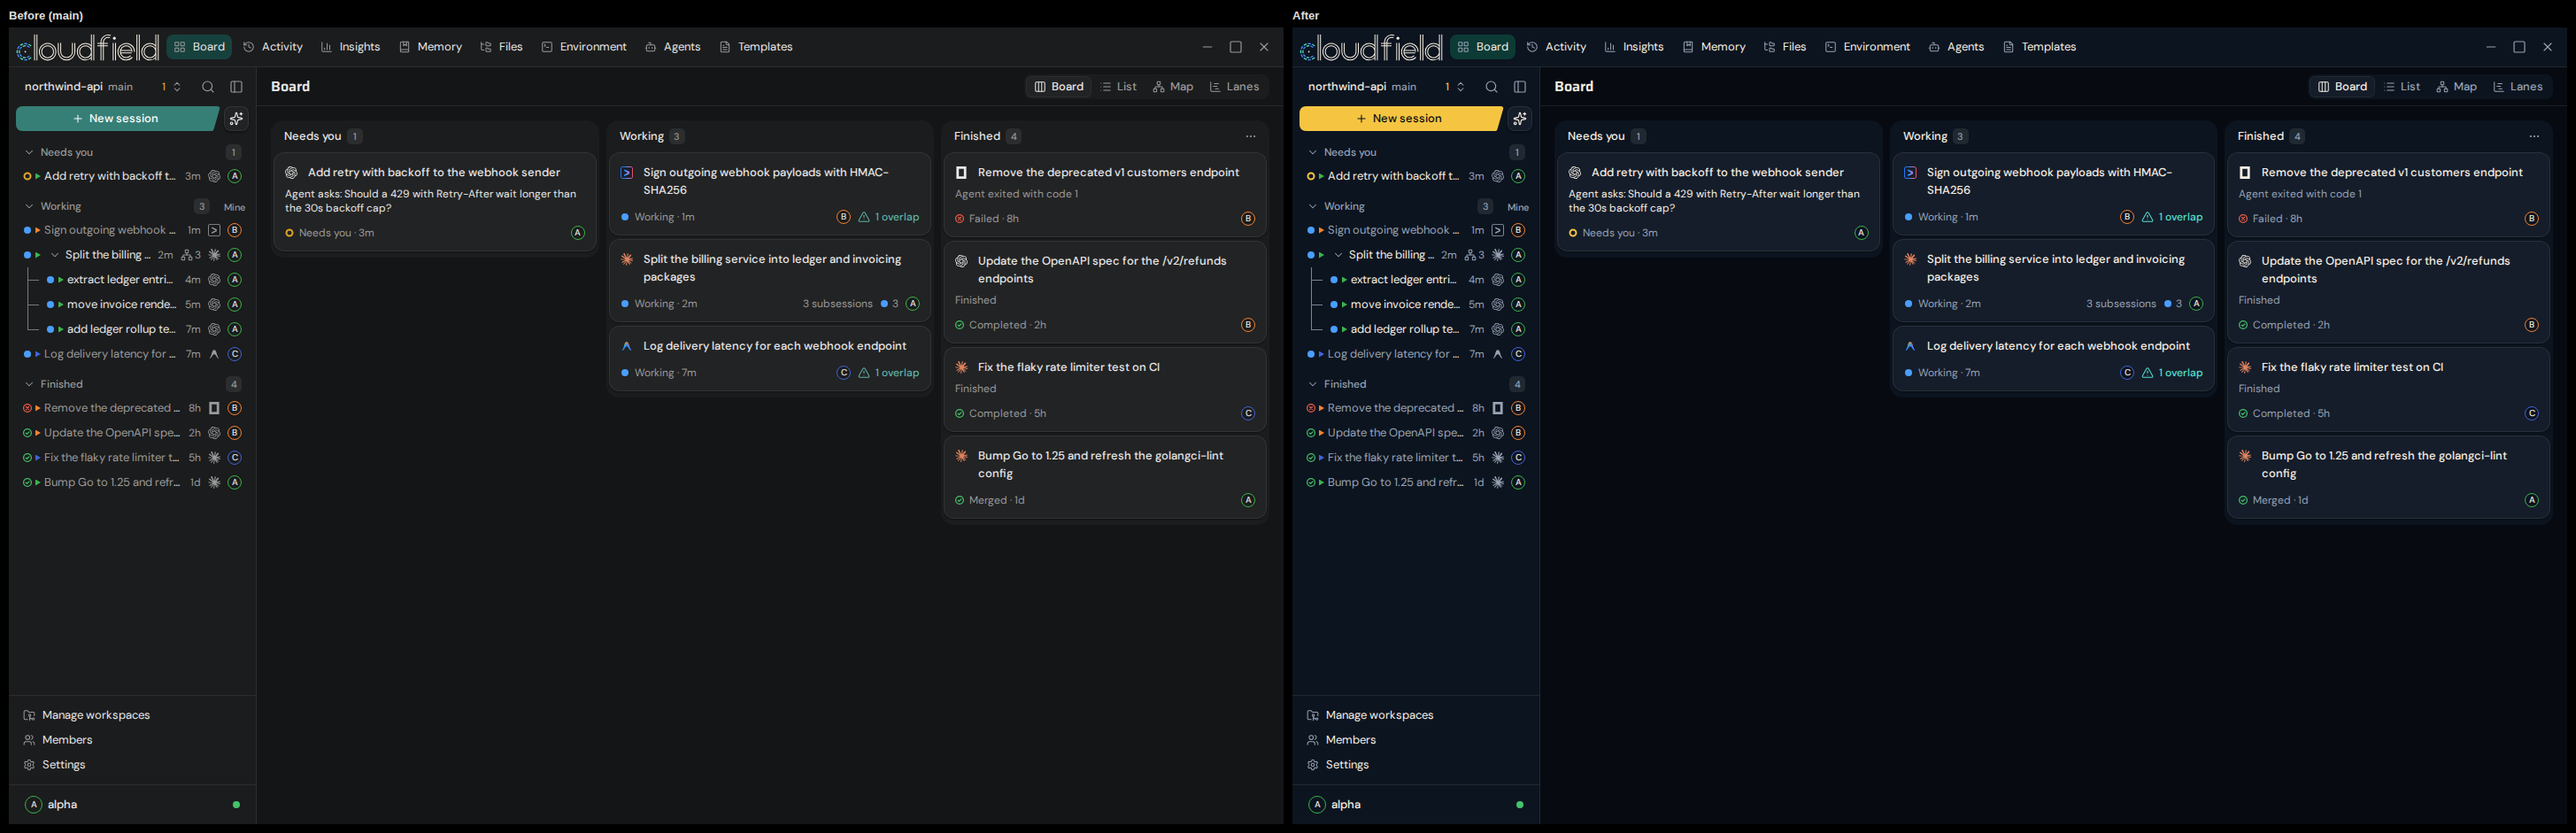 Before (main)
cloudfield
Board
Activity
Insights
Memory
Files
Environment
Agents
Templates
northwind-api main 1
+ New session
Needs you 1
Add retry with backoff t... 3m A
Working 3 Mine
Sign outgoing webhook ... 1m B
Split the billing ... 2m 3 A
extract ledger entri... 4m A
move invoice rende... 5m A
add ledger rollup te... 7m A
Log delivery latency for ... 7m C
Finished 4
Remove the deprecated ... 8h B
Update the OpenAPI spe... 2h B
Fix the flaky rate limiter t... 5h C
Bump Go to 1.25 and refr... 1d A
Manage workspaces
Members
Settings
A alpha
Board
Board
List
Map
Lanes
Needs you 1
Add retry with backoff to the webhook sender
Agent asks: Should a 429 with Retry-After wait longer than
the 30s backoff cap?
Needs you · 3m A
Working 3
Sign outgoing webhook payloads with HMAC-
SHA256
Working · 1m B 1 overlap
Split the billing service into ledger and invoicing
packages
Working · 2m 3 subsessions 3 A
Log delivery latency for each webhook endpoint
Working · 7m C 1 overlap
Finished 4 ...
Remove the deprecated v1 customers endpoint
Agent exited with code 1
Failed · 8h B
Update the OpenAPI spec for the /v2/refunds
endpoints
Finished
Completed · 2h B
Fix the flaky rate limiter test on CI
Finished
Completed · 5h C
Bump Go to 1.25 and refresh the golangci-lint
config
Merged · 1d A
After
cloudfield
Board
Activity
Insights
Memory
Files
Environment
Agents
Templates
northwind-api main 1
+ New session
Needs you 1
Add retry with backoff t... 3m A
Working 3 Mine
Sign outgoing webhook ... 1m B
Split the billing ... 2m 3 A
extract ledger entri... 4m A
move invoice rende... 5m A
add ledger rollup te... 7m A
Log delivery latency for ... 7m C
Finished 4
Remove the deprecated ... 8h B
Update the OpenAPI spe... 2h B
Fix the flaky rate limiter t... 5h C
Bump Go to 1.25 and refr... 1d A
Manage workspaces
Members
Settings
A alpha
Board
Board
List
Map
Lanes
Needs you 1
Add retry with backoff to the webhook sender
Agent asks: Should a 429 with Retry-After wait longer than
the 30s backoff cap?
Needs you · 3m A
Working 3
Sign outgoing webhook payloads with HMAC-
SHA256
Working · 1m B 1 overlap
Split the billing service into ledger and invoicing
packages
Working · 2m 3 subsessions 3 A
Log delivery latency for each webhook endpoint
Working · 7m C 1 overlap
Finished 4 ...
Remove the deprecated v1 customers endpoint
Agent exited with code 1
Failed · 8h B
Update the OpenAPI spec for the /v2/refunds
endpoints
Finished
Completed · 2h B
Fix the flaky rate limiter test on CI
Finished
Completed · 5h C
Bump Go to 1.25 and refresh the golangci-lint
config
Merged · 1d A